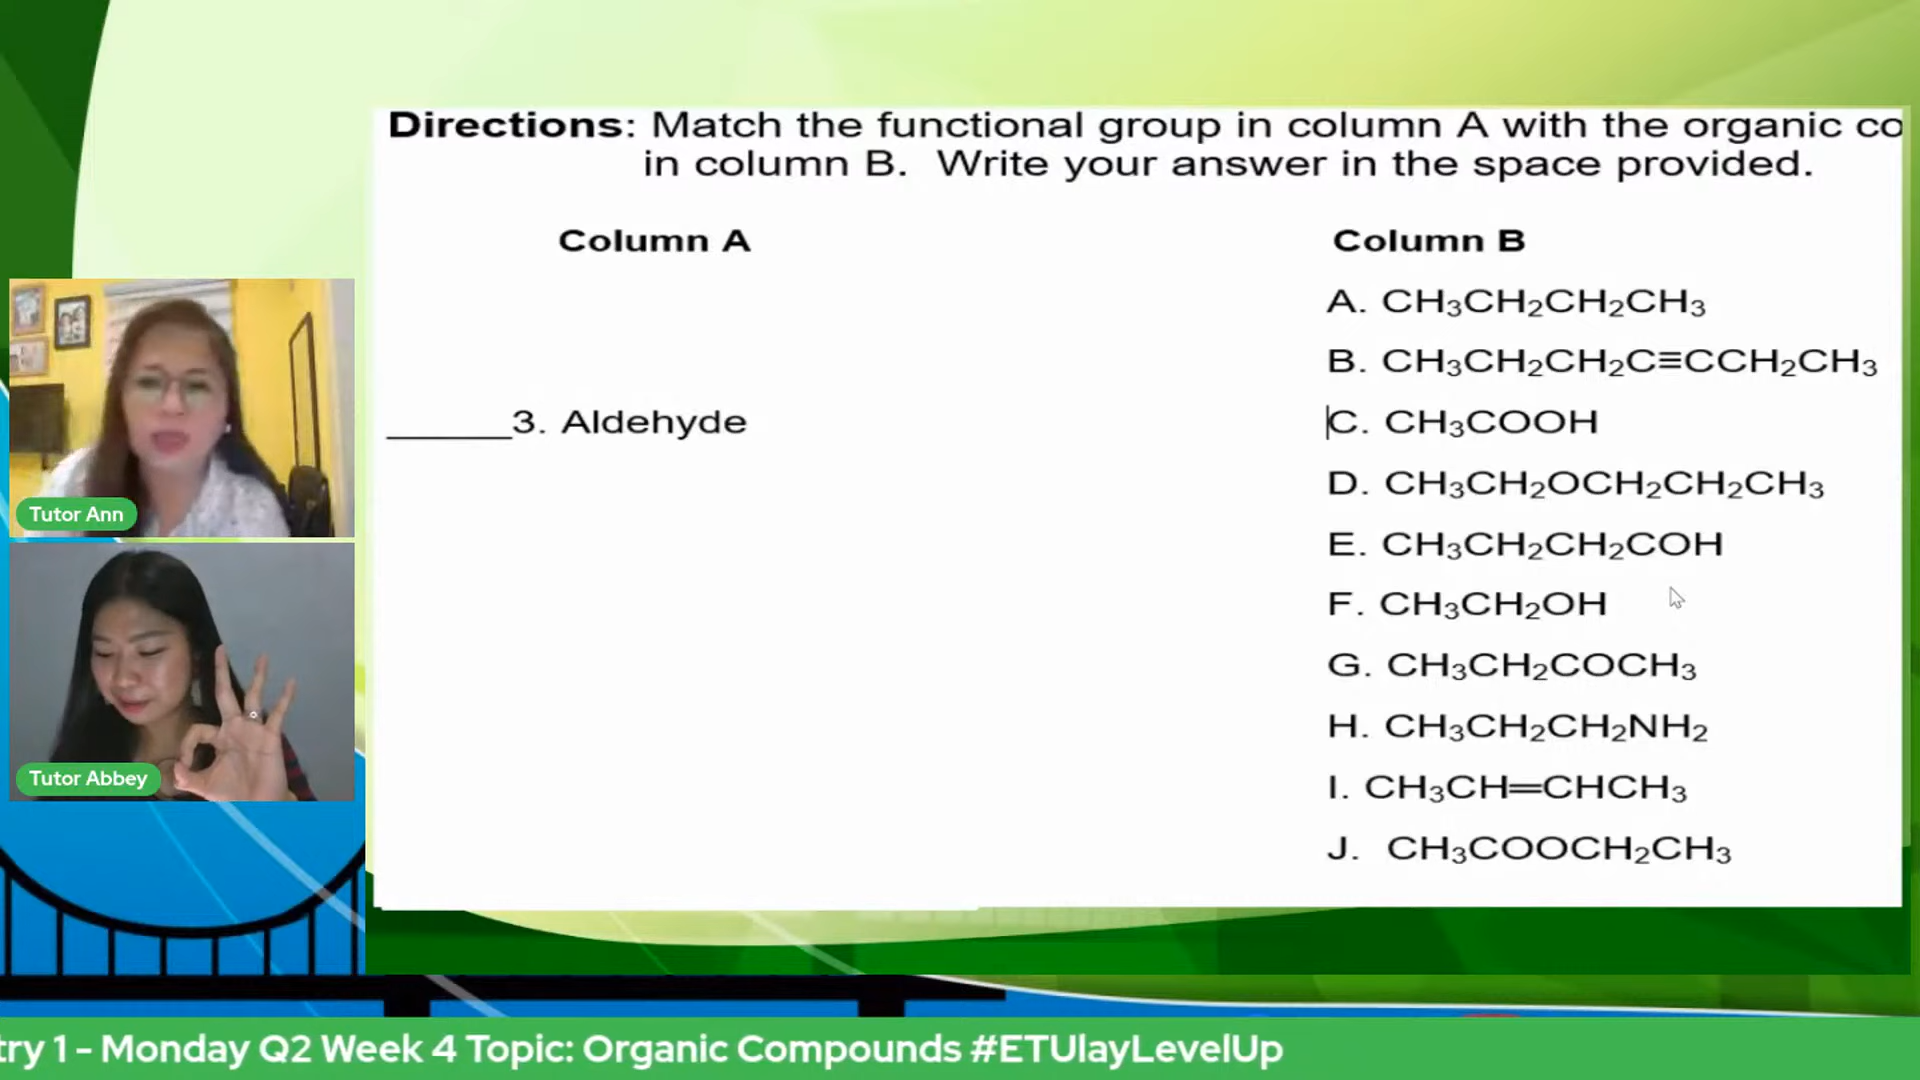 Directions: Match the functional group in column A with the organic co
in column B. Write your answer in the space provided.
Column A
Column B
A. CH₃CH₂CH₂CH₃
B. CH₃CH₂CH₂C≡CCH₂CH₃
______3. Aldehyde
C. CH₃COOH
D. CH₃CH₂OCH₂CH₂CH₃
E. CH₃CH₂CH₂COH
F. CH₃CH₂OH
G. CH₃CH₂COCH₃
H. CH₃CH₂CH₂NH₂
I. CH₃CH═CHCH₃
J. CH₃COOCH₂CH₃
Tutor Ann
Tutor Abbey
try 1 - Monday Q2 Week 4 Topic: Organic Compounds #ETUlayLevelUp